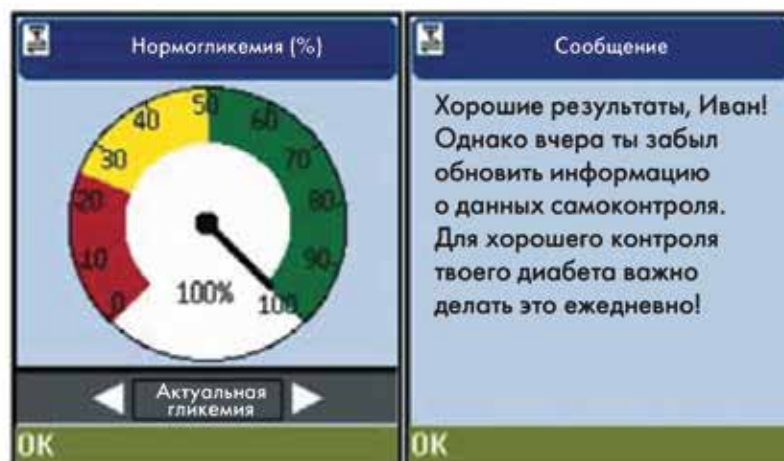 Нормогликемия (%)
0
10
20
30
40
50
60
70
80
90
100
100%
Актуальная
гликемия
OK
Сообщение
Хорошие результаты, Иван!
Однако вчера ты забыл
обновить информацию
о данных самоконтроля.
Для хорошего контроля
твоего диабета важно
делать это ежедневно!
OK